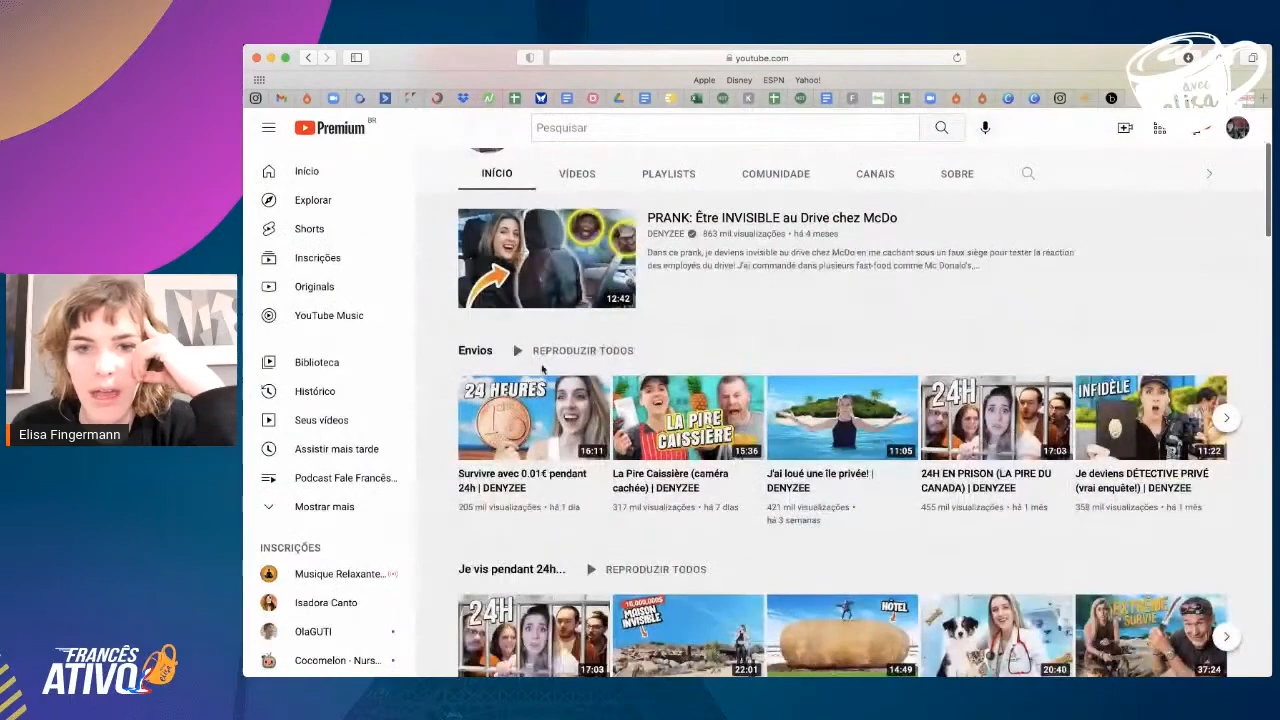 youtube.com
Apple Disney ESPN Yahoo!
avec
elisa
Premium BR
Pesquisar
Início
Explorar
Shorts
Inscrições
Originals
YouTube Music
Biblioteca
Histórico
Seus vídeos
Assistir mais tarde
Podcast Fale Francês...
Mostrar mais
INSCRIÇÕES
Musique Relaxante...
Isadora Canto
OlaGUTI
Cocomelon - Nurs...
INÍCIO VÍDEOS PLAYLISTS COMUNIDADE CANAIS SOBRE
12:42
PRANK: Être INVISIBLE au Drive chez McDo
DENYZEE 863 mil visualizações • há 4 meses
Dans ce prank, je deviens invisible au drive chez McDo en me cachant sous un faux siège pour tester la réaction
des employés du drive! J'ai commandé dans plusieurs fast-food comme Mc Donald's,...
Envios REPRODUZIR TODOS
24 HEURES
16:11
LA PIRE
CAISSIÈRE
15:36
11:05
24H
17:03
INFIDÈLE
11:22
Survivre avec 0.01€ pendant
24h | DENYZEE
205 mil visualizações • há 1 dia
La Pire Caissière (caméra
cachée) | DENYZEE
317 mil visualizações • há 7 dias
J'ai loué une île privée! |
DENYZEE
421 mil visualizações •
há 3 semanas
24H EN PRISON (LA PIRE DU
CANADA) | DENYZEE
455 mil visualizações • há 1 mês
Je deviens DÉTECTIVE PRIVÉ
(vrai enquête!) | DENYZEE
358 mil visualizações • há 1 mês
Je vis pendant 24h... REPRODUZIR TODOS
24H
17:03
10,000,000$
MAISON
INVISIBLE
22:01
HÔTEL
14:49
20:40
EXTRÊME
SURVIE
37:24
Elisa Fingermann
FRANCÊS
ATIVO